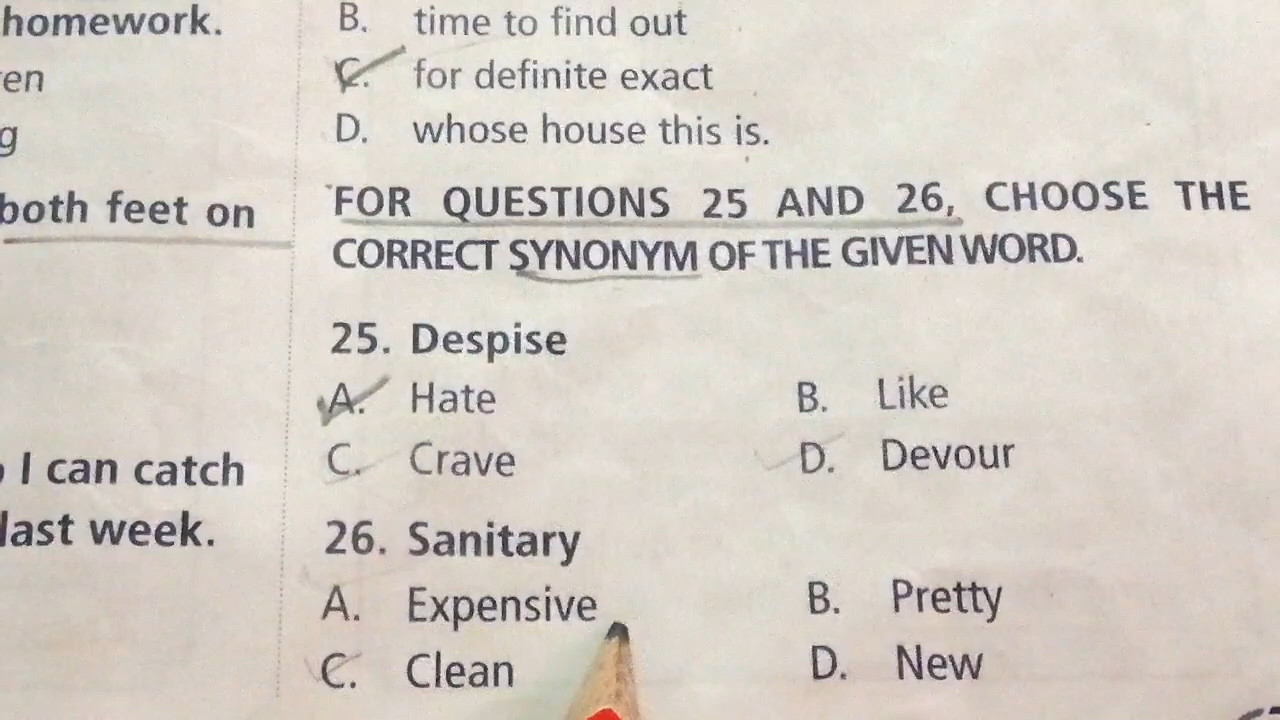 homework.
en
g
both feet on
I can catch
last week.
B. time to find out
C. for definite exact
D. whose house this is.
FOR QUESTIONS 25 AND 26, CHOOSE THE
CORRECT SYNONYM OF THE GIVEN WORD.
25. Despise
A. Hate B. Like
C. Crave D. Devour
26. Sanitary
A. Expensive B. Pretty
C. Clean D. New